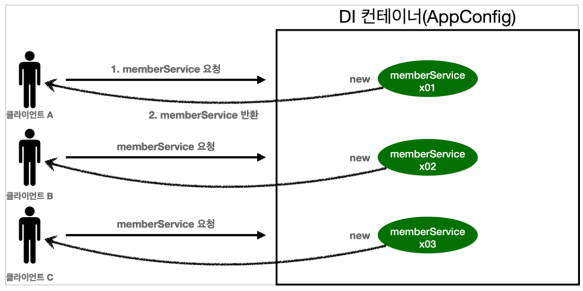 DI 컨테이너(AppConfig)
1. memberService 요청
new
memberService
x01
클라이언트 A
2. memberService 반환
memberService 요청
new
memberService
x02
클라이언트 B
memberService 요청
new
memberService
x03
클라이언트 C